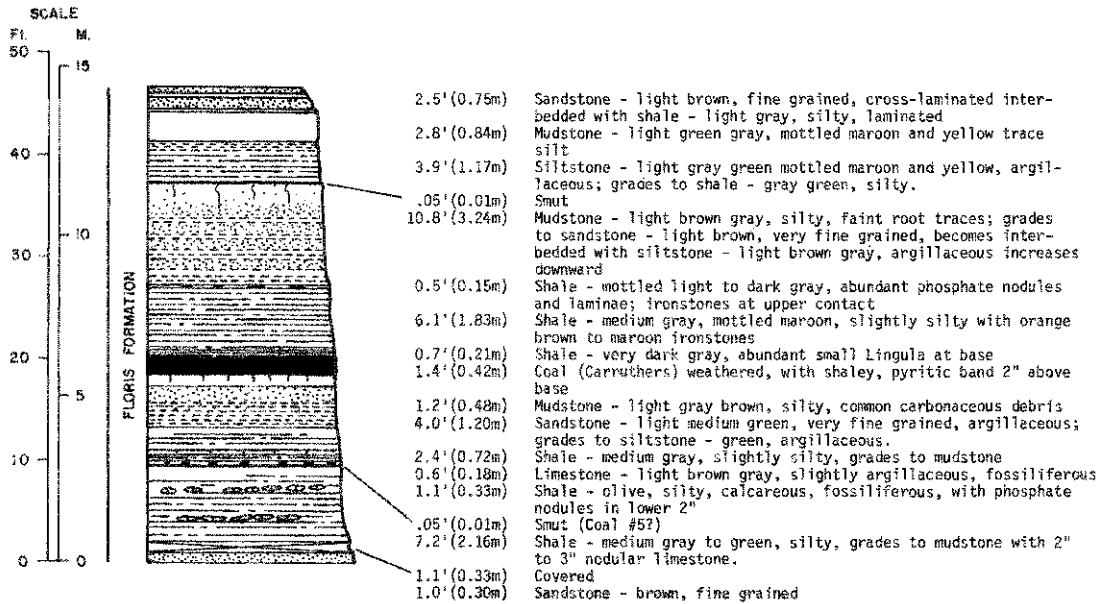 SCALE
Ft. M.
50
15
40
10
30
20
5
10
0 0
FLORIS FORMATION
2.5'(0.75m) Sandstone - light brown, fine grained, cross-laminated inter-
bedded with shale - light gray, silty, laminated
2.8'(0.84m) Mudstone - light green gray, mottled maroon and yellow trace
silt
3.9'(1.17m) Siltstone - light gray green mottled maroon and yellow, argil-
laceous; grades to shale - gray green, silty.
.05'(0.01m) Smut
10.8'(3.24m) Mudstone - light brown gray, silty, faint root traces; grades
to sandstone - light brown, very fine grained, becomes inter-
bedded with siltstone - light brown gray, argillaceous increases
downward
0.5'(0.15m) Shale - mottled light to dark gray, abundant phosphate nodules
and laminae; ironstones at upper contact
6.1'(1.83m) Shale - medium gray, mottled maroon, slightly silty with orange
brown to maroon ironstones
0.7'(0.21m) Shale - very dark gray, abundant small Lingula at base
1.4'(0.42m) Coal (Carruthers) weathered, with shaley, pyritic band 2" above
base
1.2'(0.48m) Mudstone - light gray brown, silty, common carbonaceous debris
4.0'(1.20m) Sandstone - light medium green, very fine grained, argillaceous;
grades to siltstone - green, argillaceous.
2.4'(0.72m) Shale - medium gray, slightly silty, grades to mudstone
0.6'(0.18m) Limestone - light brown gray, slightly argillaceous, fossiliferous
1.1'(0.33m) Shale - olive, silty, calcareous, fossiliferous, with phosphate
nodules in lower 2"
.05'(0.01m) Smut (Coal #5?)
7.2'(2.16m) Shale - medium gray to green, silty, grades to mudstone with 2"
to 3" nodular limestone.
1.1'(0.33m) Covered
1.0'(0.30m) Sandstone - brown, fine grained